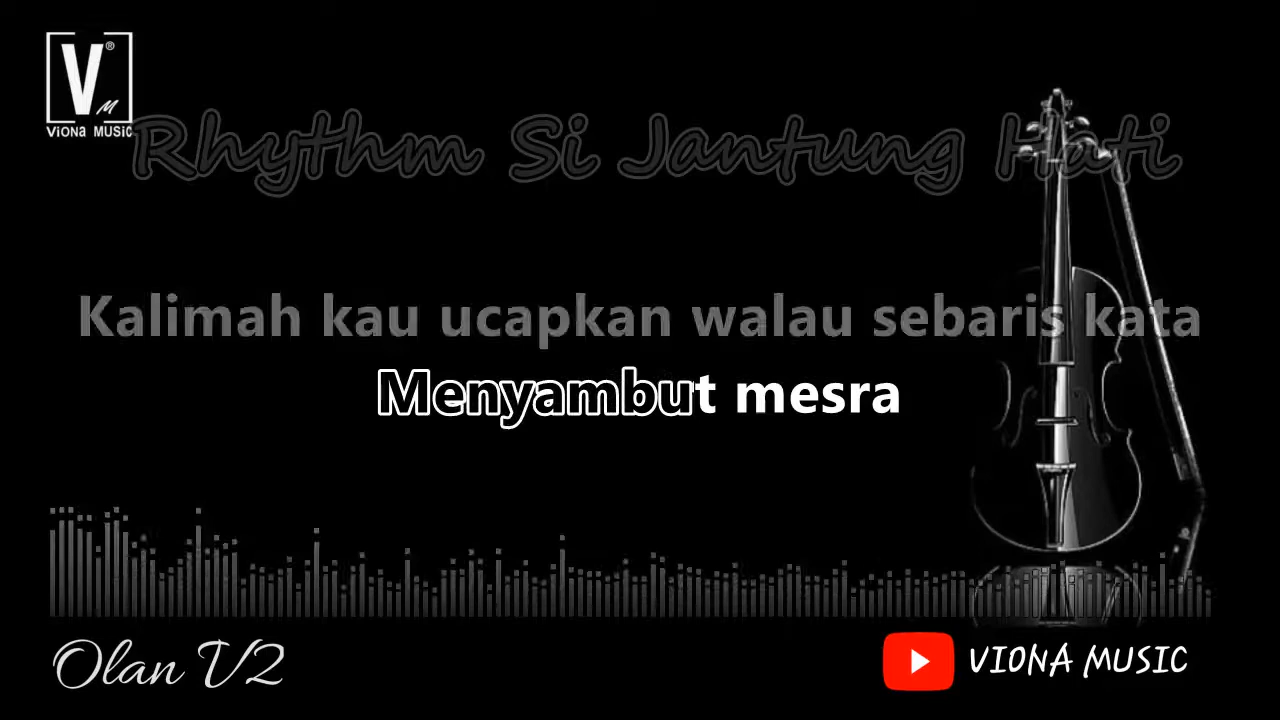 V®
M
ViONa MUSiC
Rhythm Si Jantung Hati
Kalimah kau ucapkan walau sebaris kata
Menyambut mesra
Olan V2
VIONA MUSIC